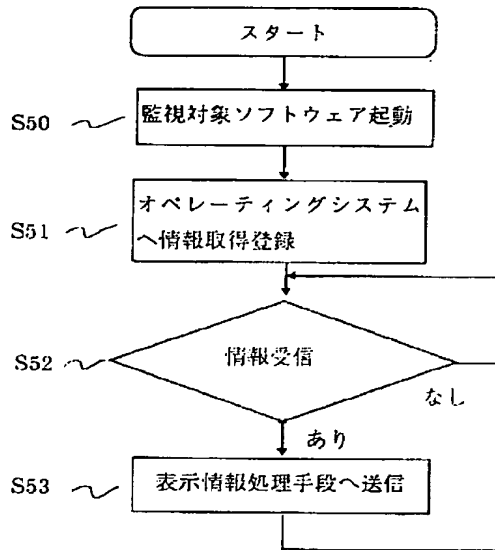 スタート
S50
監視対象ソフトウェア起動
S51
オペレーティングシステム
へ情報取得登録
S52
情報受信
なし
あり
S53
表示情報処理手段へ送信